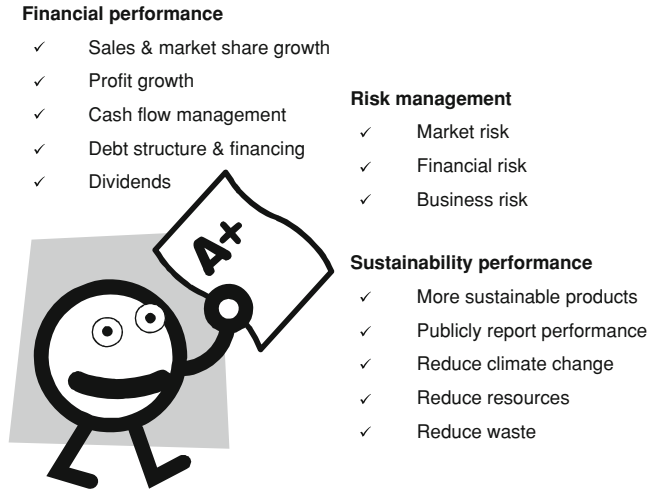 Financial performance
✓ Sales & market share growth
✓ Profit growth
✓ Cash flow management
✓ Debt structure & financing
✓ Dividends
Risk management
✓ Market risk
✓ Financial risk
✓ Business risk
A+
Sustainability performance
✓ More sustainable products
✓ Publicly report performance
✓ Reduce climate change
✓ Reduce resources
✓ Reduce waste